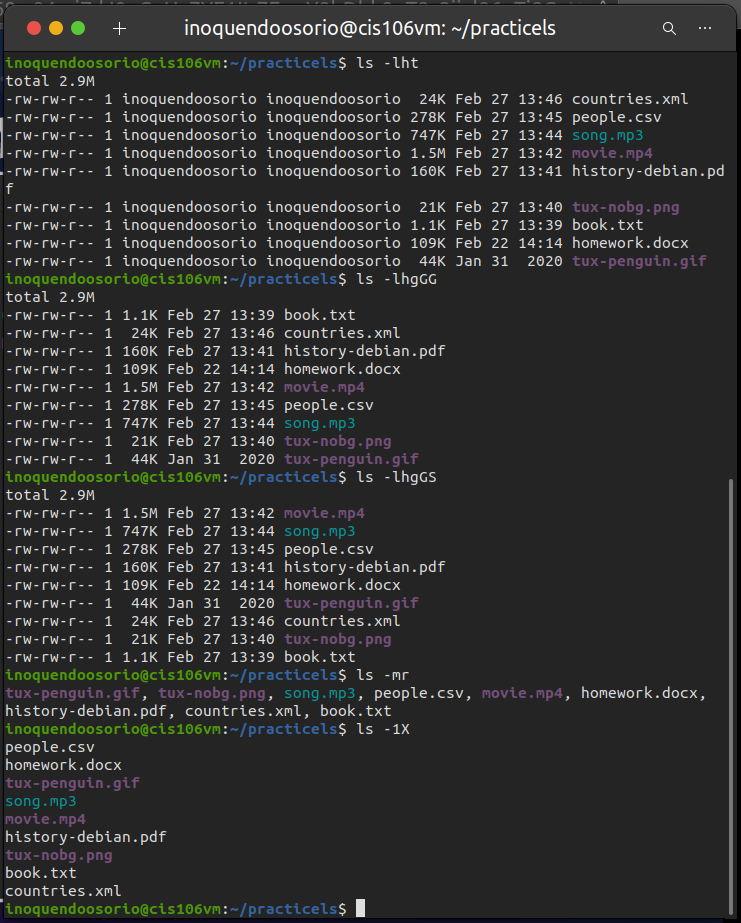 inoquendoosorio@cis106vm: ~/practicels
inoquendoosorio@cis106vm:~/practicels$ ls -lht
total 2.9M
-rw-rw-r-- 1 inoquendoosorio inoquendoosorio  24K Feb 27 13:46 countries.xml
-rw-rw-r-- 1 inoquendoosorio inoquendoosorio 278K Feb 27 13:45 people.csv
-rw-rw-r-- 1 inoquendoosorio inoquendoosorio 747K Feb 27 13:44 song.mp3
-rw-rw-r-- 1 inoquendoosorio inoquendoosorio 1.5M Feb 27 13:42 movie.mp4
-rw-rw-r-- 1 inoquendoosorio inoquendoosorio 160K Feb 27 13:41 history-debian.pd
f
-rw-rw-r-- 1 inoquendoosorio inoquendoosorio  21K Feb 27 13:40 tux-nobg.png
-rw-rw-r-- 1 inoquendoosorio inoquendoosorio 1.1K Feb 27 13:39 book.txt
-rw-rw-r-- 1 inoquendoosorio inoquendoosorio 109K Feb 22 14:14 homework.docx
-rw-rw-r-- 1 inoquendoosorio inoquendoosorio  44K Jan 31  2020 tux-penguin.gif
inoquendoosorio@cis106vm:~/practicels$ ls -lhgGG
total 2.9M
-rw-rw-r-- 1 1.1K Feb 27 13:39 book.txt
-rw-rw-r-- 1  24K Feb 27 13:46 countries.xml
-rw-rw-r-- 1 160K Feb 27 13:41 history-debian.pdf
-rw-rw-r-- 1 109K Feb 22 14:14 homework.docx
-rw-rw-r-- 1 1.5M Feb 27 13:42 movie.mp4
-rw-rw-r-- 1 278K Feb 27 13:45 people.csv
-rw-rw-r-- 1 747K Feb 27 13:44 song.mp3
-rw-rw-r-- 1  21K Feb 27 13:40 tux-nobg.png
-rw-rw-r-- 1  44K Jan 31  2020 tux-penguin.gif
inoquendoosorio@cis106vm:~/practicels$ ls -lhgGS
total 2.9M
-rw-rw-r-- 1 1.5M Feb 27 13:42 movie.mp4
-rw-rw-r-- 1 747K Feb 27 13:44 song.mp3
-rw-rw-r-- 1 278K Feb 27 13:45 people.csv
-rw-rw-r-- 1 160K Feb 27 13:41 history-debian.pdf
-rw-rw-r-- 1 109K Feb 22 14:14 homework.docx
-rw-rw-r-- 1  44K Jan 31  2020 tux-penguin.gif
-rw-rw-r-- 1  24K Feb 27 13:46 countries.xml
-rw-rw-r-- 1  21K Feb 27 13:40 tux-nobg.png
-rw-rw-r-- 1 1.1K Feb 27 13:39 book.txt
inoquendoosorio@cis106vm:~/practicels$ ls -mr
tux-penguin.gif, tux-nobg.png, song.mp3, people.csv, movie.mp4, homework.docx,
history-debian.pdf, countries.xml, book.txt
inoquendoosorio@cis106vm:~/practicels$ ls -1X
people.csv
homework.docx
tux-penguin.gif
song.mp3
movie.mp4
history-debian.pdf
tux-nobg.png
book.txt
countries.xml
inoquendoosorio@cis106vm:~/practicels$